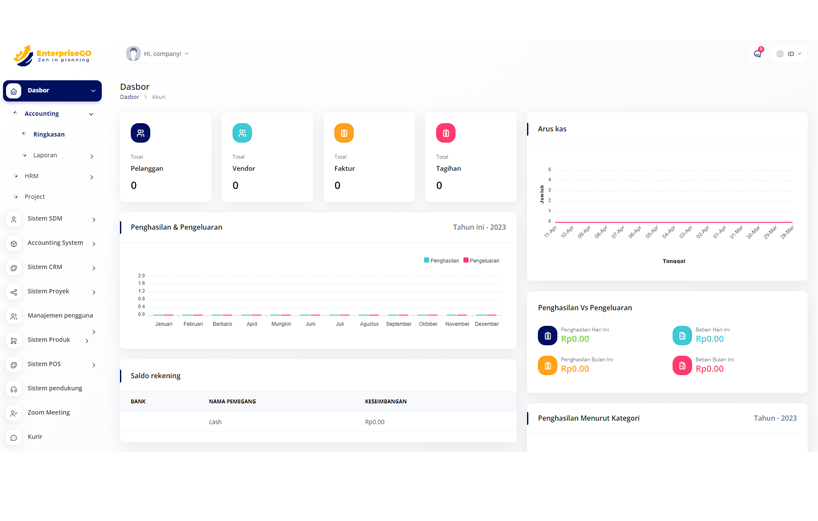 EnterpriseGO
Zen in planning
Hi, company!
0
ID
Dasbor
Accounting
Ringkasan
Laporan
HRM
Project
Sistem SDM
Accounting System
Sistem CRM
Sistem Proyek
Manajemen pengguna
Sistem Produk
Sistem POS
Sistem pendukung
Zoom Meeting
Kurir
Dasbor
Dasbor > Akun
Total
Pelanggan
0
Total
Vendor
0
Total
Faktur
0
Total
Tagihan
0
Penghasilan & Pengeluaran
Tahun ini - 2023
Penghasilan Pengeluaran
2.0
1.6
1.2
0.8
0.4
0.0
Januari Februari Berbaris April Mungkin Juni Juli Agustus September Oktober November Desember
Saldo rekening
BANK NAMA PEMEGANG KESEIMBANGAN
cash Rp0.00
Arus kas
Jumlah
5
4
3
2
1
0
11-Apr 10-Apr 09-Apr 08-Apr 07-Apr 06-Apr 05-Apr 04-Apr 03-Apr 02-Apr 01-Apr 31-Mar 30-Mar 29-Mar 28-Mar
Tanggal
Penghasilan Vs Pengeluaran
Penghasilan Hari Ini
Rp0.00
Beban Hari Ini
Rp0.00
Penghasilan Bulan Ini
Rp0.00
Beban Bulan Ini
Rp0.00
Penghasilan Menurut Kategori
Tahun - 2023